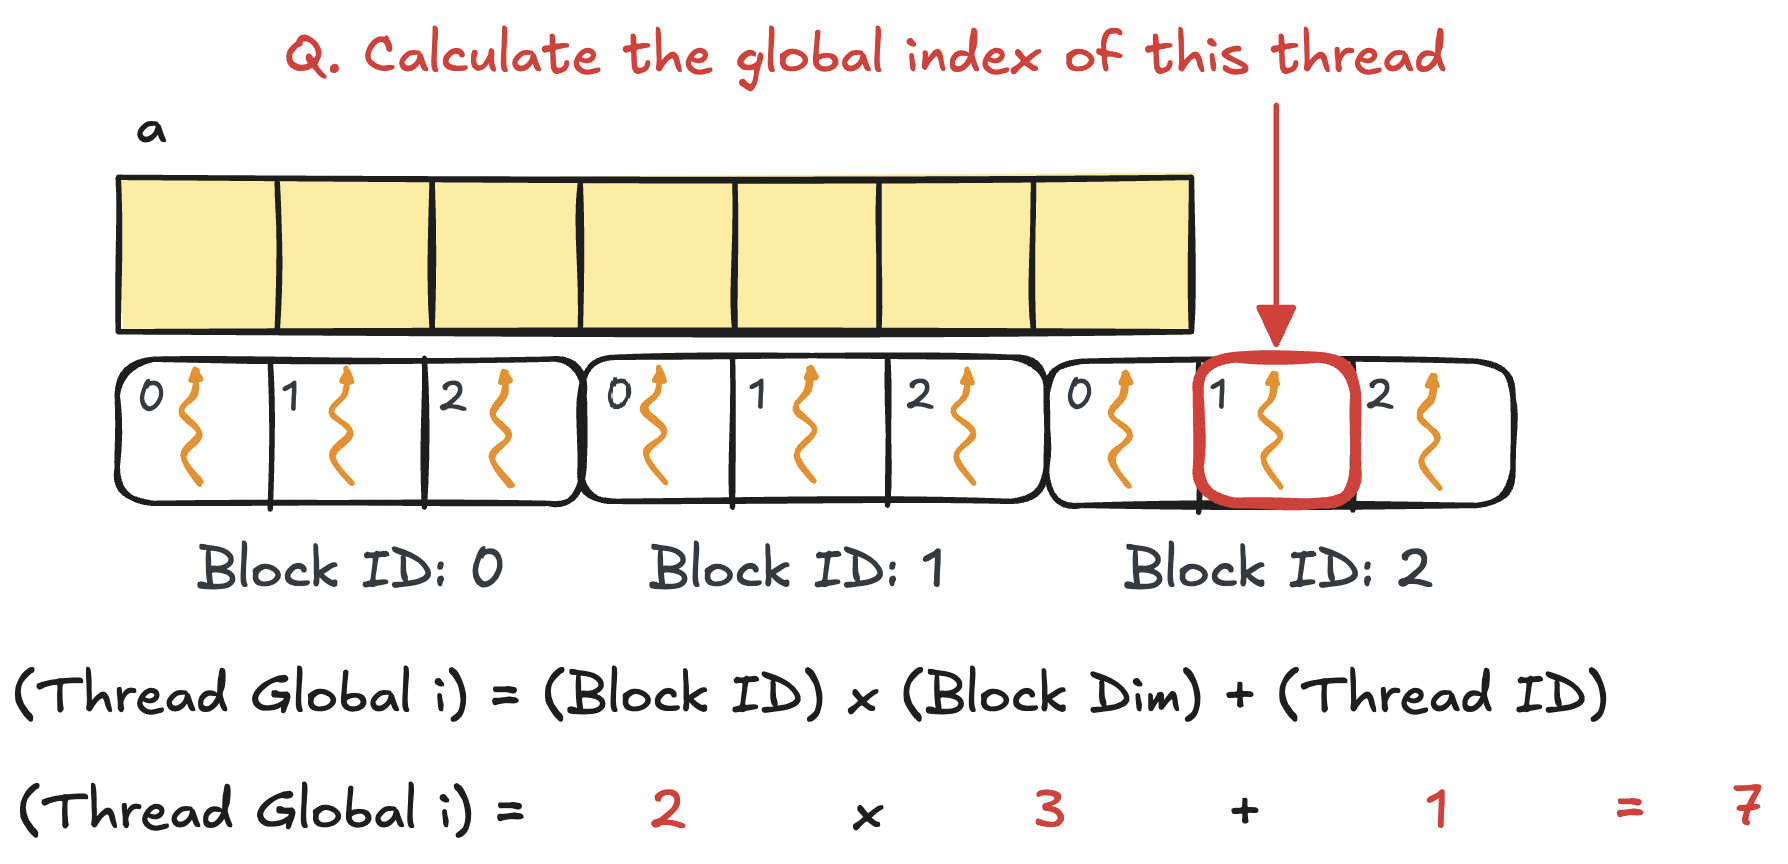 Q. Calculate the global index of this thread
a
0 1 2 0 1 2 0 1 2
Block ID: 0 Block ID: 1 Block ID: 2
(Thread Global i) = (Block ID) x (Block Dim) + (Thread ID)
(Thread Global i) = 2 x 3 + 1 = 7